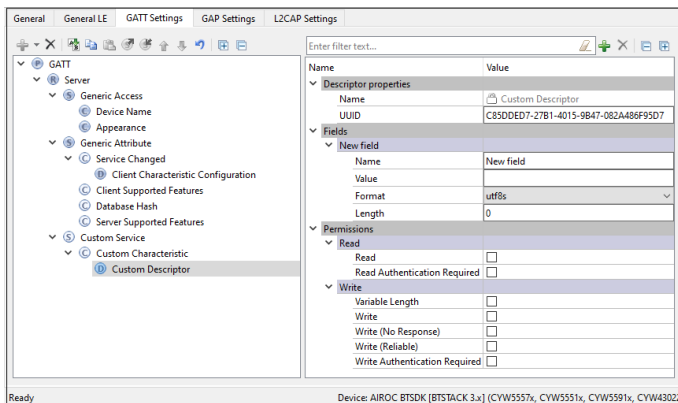 General General LE GATT Settings GAP Settings L2CAP Settings
Enter filter text...
P GATT
R Server
S Generic Access
C Device Name
C Appearance
S Generic Attribute
C Service Changed
D Client Characteristic Configuration
C Client Supported Features
C Database Hash
C Server Supported Features
S Custom Service
C Custom Characteristic
D Custom Descriptor
Name Value
Descriptor properties
Name Custom Descriptor
UUID C85DDED7-27B1-4015-9B47-082A486F95D7
Fields
New field
Name New field
Value
Format utf8s
Length 0
Permissions
Read
Read
Read Authentication Required
Write
Variable Length
Write
Write (No Response)
Write (Reliable)
Write Authentication Required
Ready Device: AIROC BTSDK [BTSTACK 3.x] (CYW5557x, CYW5551x, CYW5591x, CYW4302